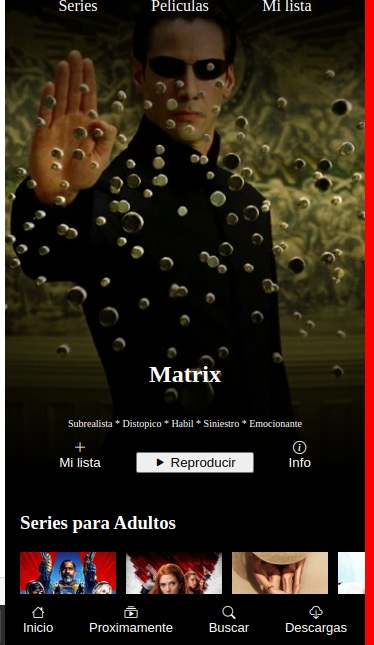 Series Peliculas Mi lista
Matrix
Subrealista * Distopico * Habil * Siniestro * Emocionante
Mi lista Reproducir Info
Series para Adultos
Inicio Proximamente Buscar Descargas